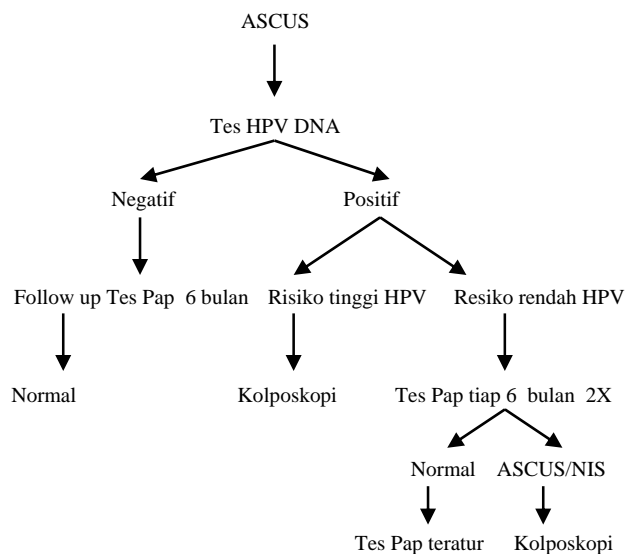 ASCUS
Tes HPV DNA
Negatif
Positif
Follow up Tes Pap 6 bulan
Risiko tinggi HPV
Resiko rendah HPV
Normal
Kolposkopi
Tes Pap tiap 6 bulan 2X
Normal
ASCUS/NIS
Tes Pap teratur
Kolposkopi